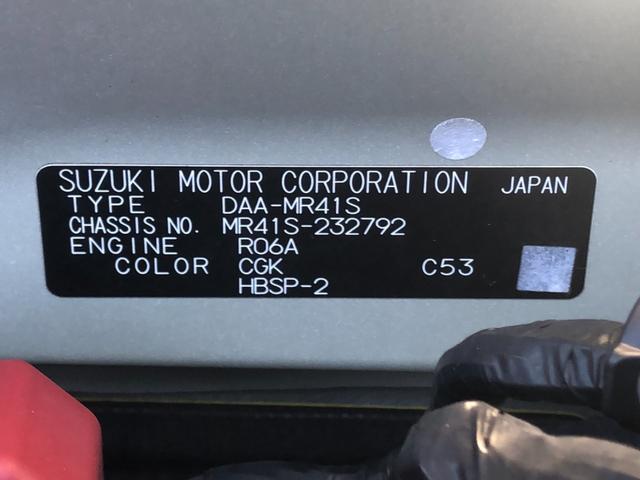 SUZUKI MOTOR CORPORATION JAPAN
TYPE DAA-MR41S
CHASSIS NO. MR41S-232792
ENGINE R06A
COLOR CGK C53
HBSP-2